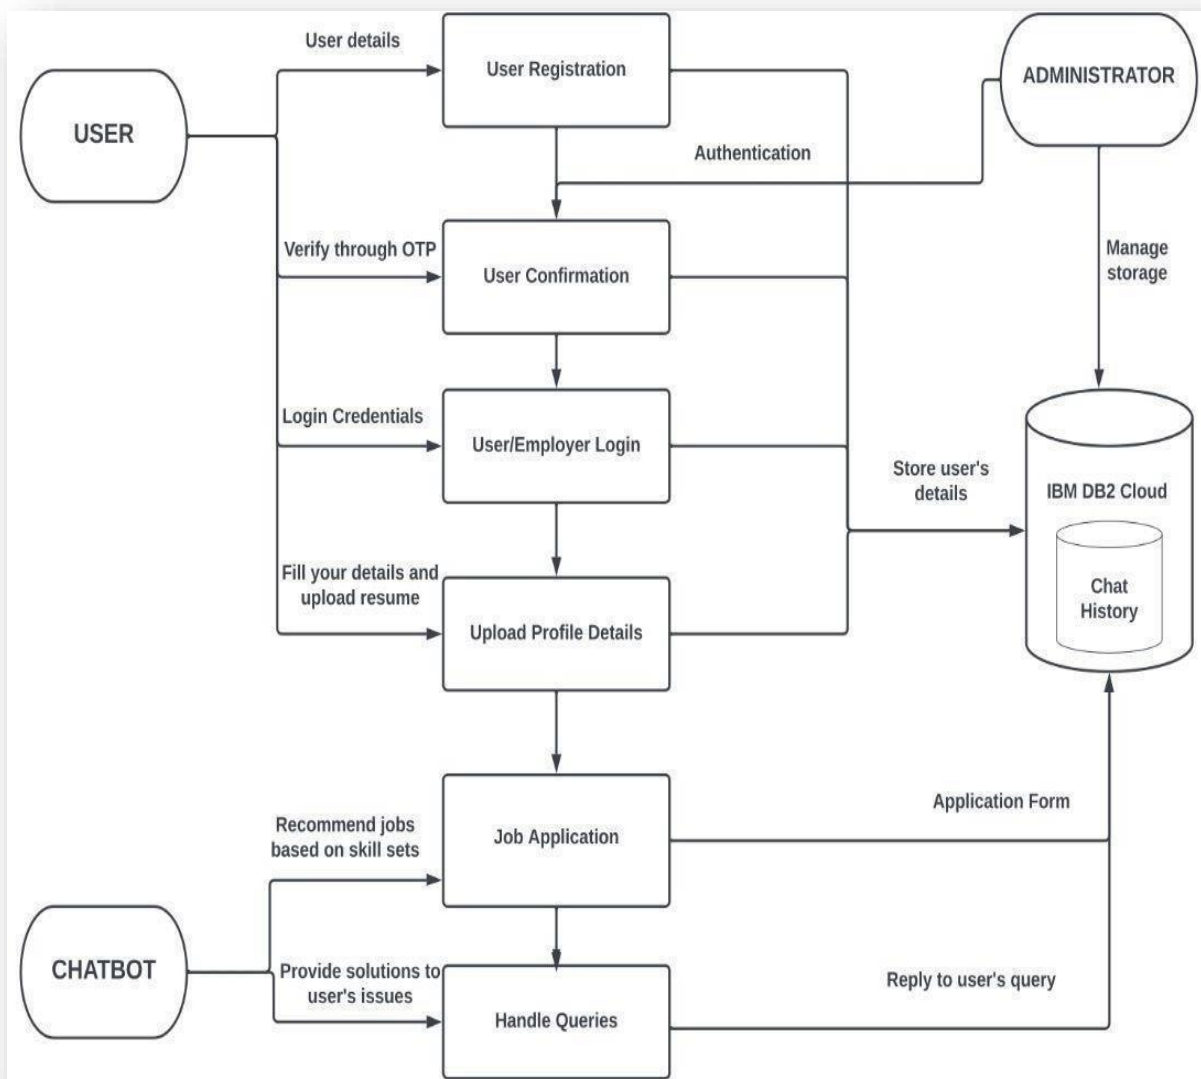 User details
User Registration
ADMINISTRATOR
USER
Authentication
Verify through OTP
User Confirmation
Manage
storage
Login Credentials
User/Employer Login
Store user's
details
IBM DB2 Cloud
Fill your details and
upload resume
Upload Profile Details
Chat
History
Recommend jobs
based on skill sets
Job Application
Application Form
CHATBOT
Provide solutions to
user's issues
Handle Queries
Reply to user's query